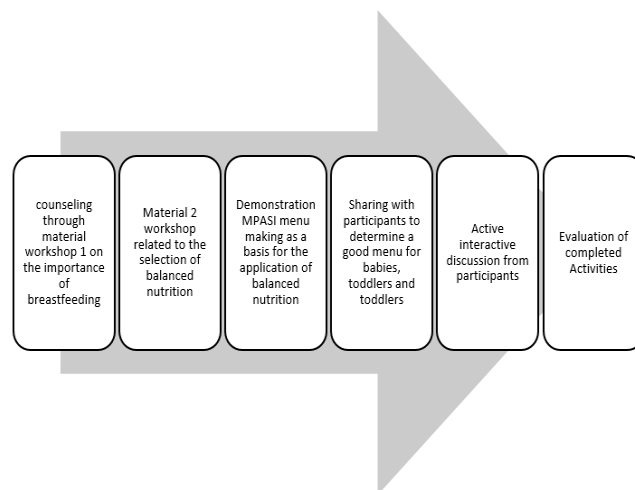 counseling
through
material
workshop 1 on
the importance
of
breastfeeding
Material 2
workshop
related to the
selection of
balanced
nutrition
Demonstration
MPASI menu
making as a
basis for the
application of
balanced
nutrition
Sharing with
participants to
determine a
good menu for
babies,
toddlers and
toddlers
Active
interactive
discussion from
participants
Evaluation of
completed
Activities